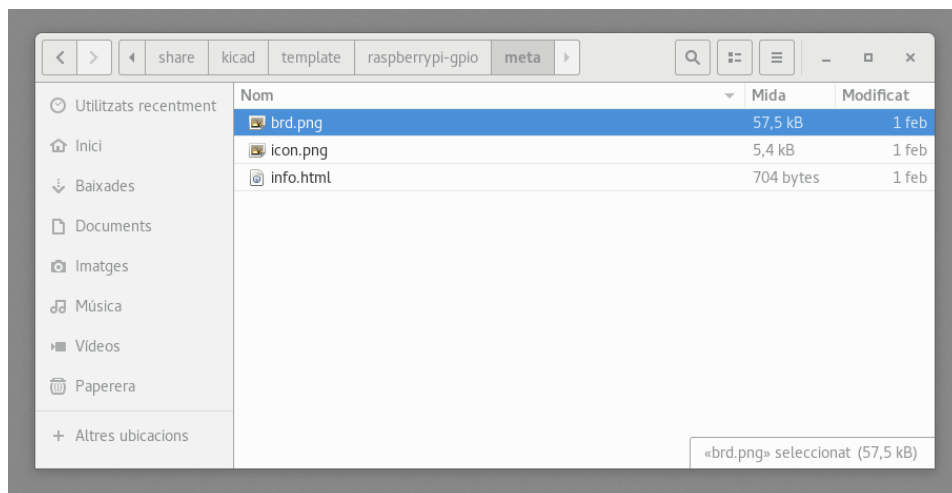 share kicad template raspberrypi-gpio meta
Utilitzats recentment
Inici
Baixades
Documents
Imatges
Música
Vídeos
Paperera
Altres ubicacions
Nom Mida Modificat
brd.png 57,5 kB 1 feb
icon.png 5,4 kB 1 feb
info.html 704 bytes 1 feb
«brd.png» seleccionat (57,5 kB)